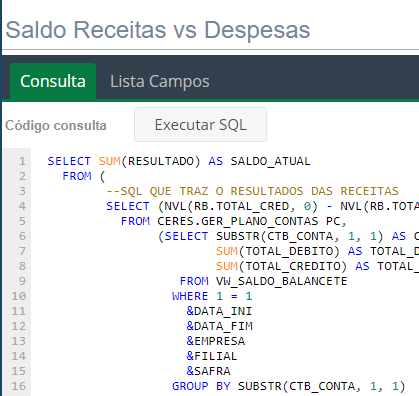 Saldo Receitas vs Despesas
Consulta Lista Campos
Código consulta Executar SQL
1 SELECT SUM(RESULTADO) AS SALDO_ATUAL
2 FROM (
3 --SQL QUE TRAZ O RESULTADOS DAS RECEITAS
4 SELECT (NVL(RB.TOTAL_CRED, 0) - NVL(RB.TOTA
5 FROM CERES.GER_PLANO_CONTAS PC,
6 (SELECT SUBSTR(CTB_CONTA, 1, 1) AS C
7 SUM(TOTAL_DEBITO) AS TOTAL_D
8 SUM(TOTAL_CREDITO) AS TOTAL_
9 FROM VW_SALDO_BALANCETE
10 WHERE 1 = 1
11 &DATA_INI
12 &DATA_FIM
13 &EMPRESA
14 &FILIAL
15 &SAFRA
16 GROUP BY SUBSTR(CTB_CONTA, 1, 1)